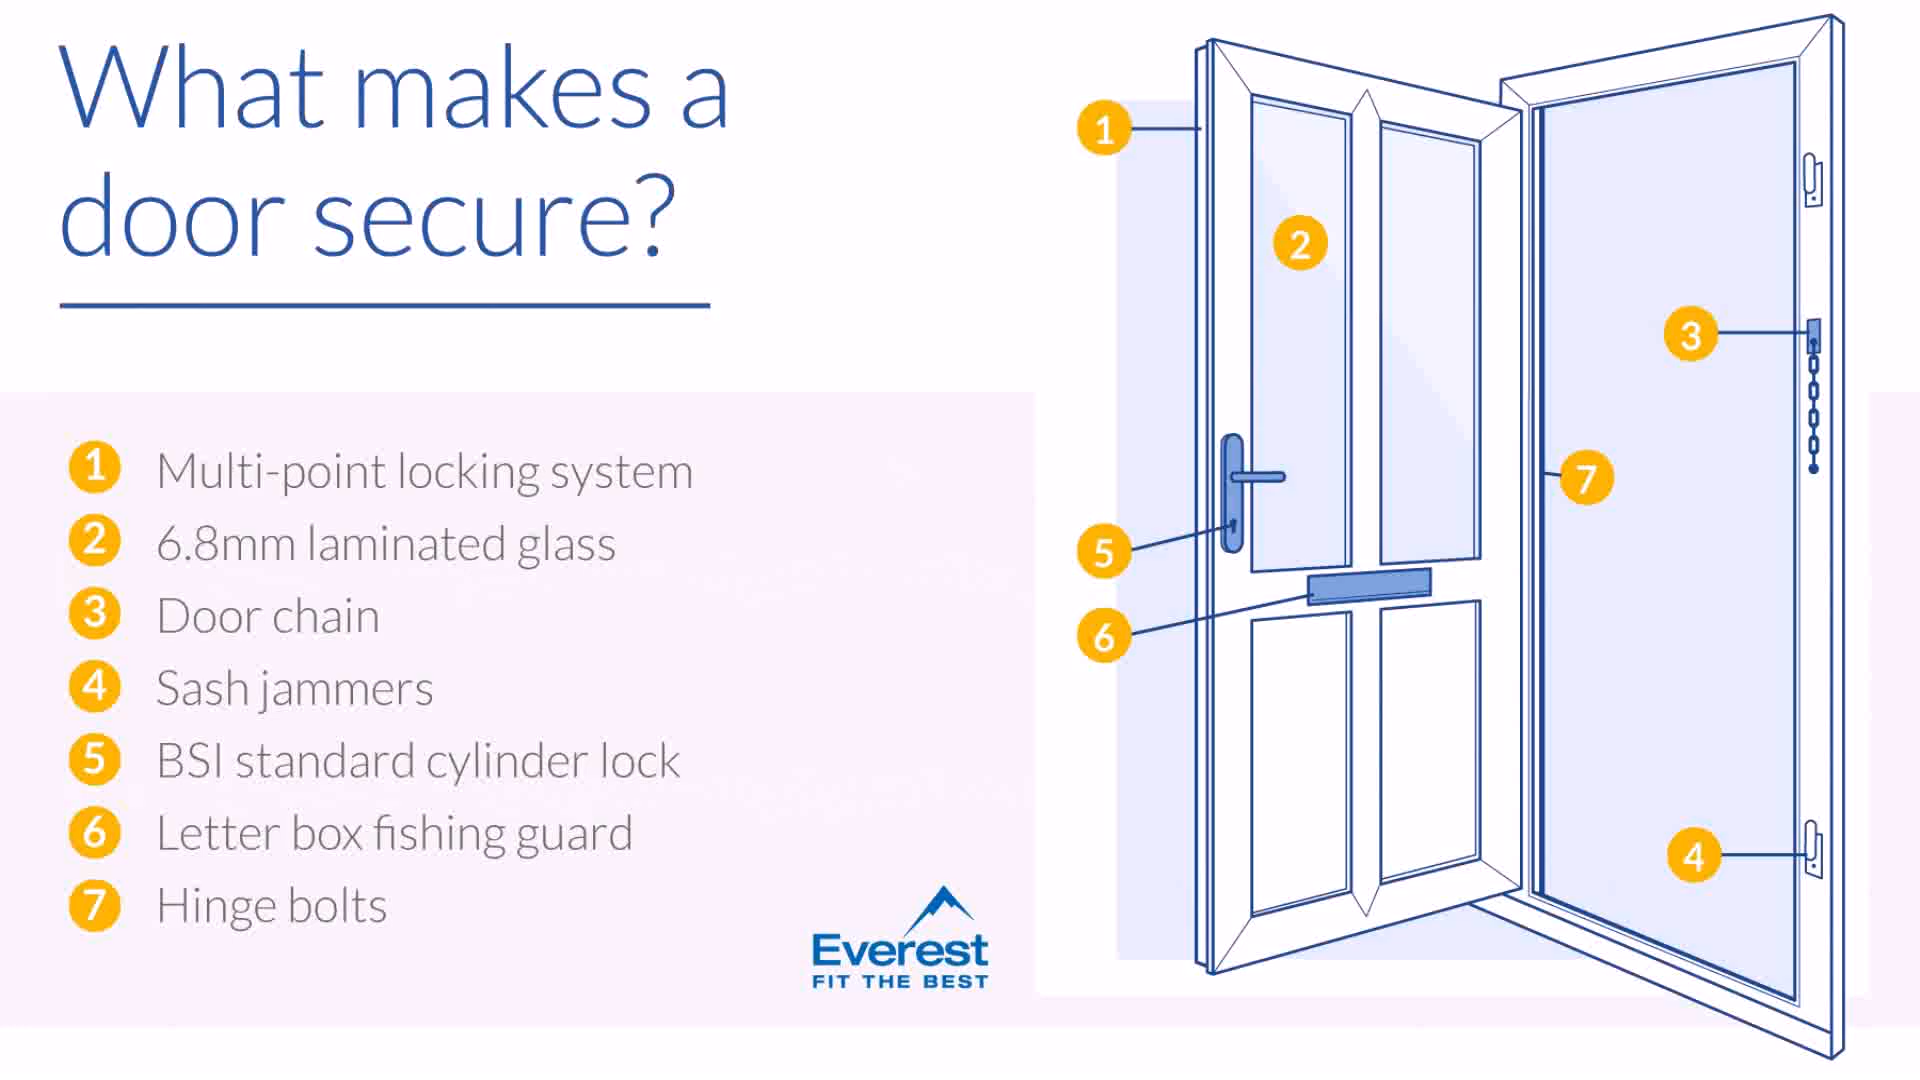 What makes a
door secure?
1 Multi-point locking system
2 6.8mm laminated glass
3 Door chain
4 Sash jammers
5 BSI standard cylinder lock
6 Letter box fishing guard
7 Hinge bolts
Everest
FIT THE BEST
1
2
3
7
5
6
4